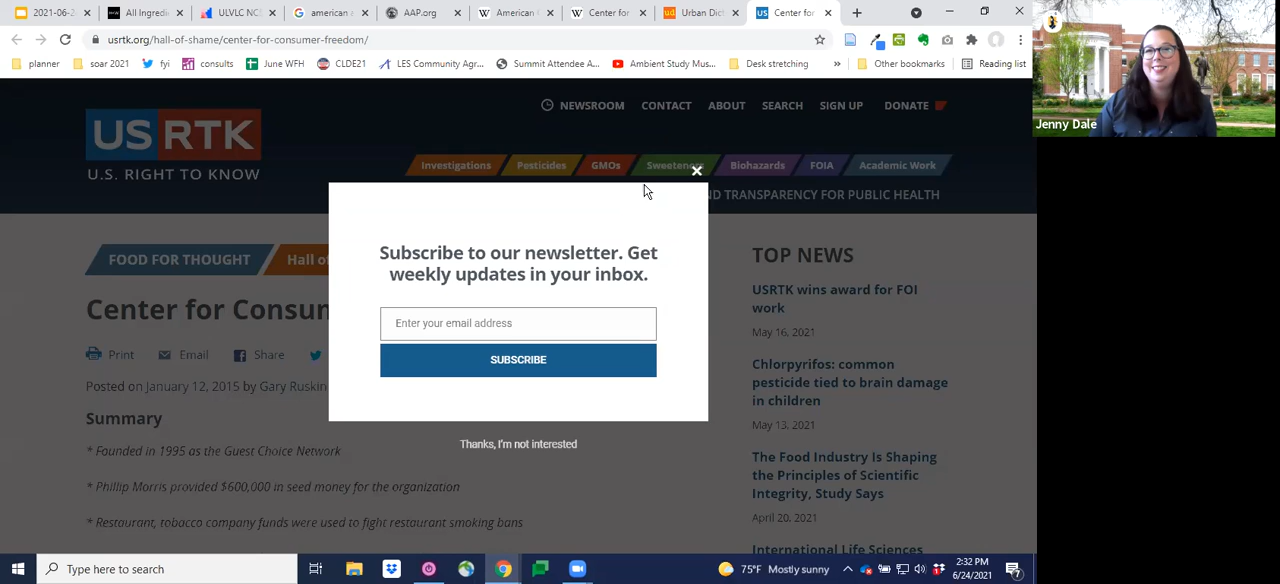 2021-06-24
All Ingredi
ULVLC NCS
american a
AAP.org
American C
Center for
Urban Dict
Center for
usrtk.org/hall-of-shame/center-for-consumer-freedom/
planner
soar 2021
fyi
consults
June WFH
CLDE21
LES Community Agr...
Summit Attendee A...
Ambient Study Mus...
Desk stretching
»
Other bookmarks
Reading list
Jenny Dale
US RTK
U.S. RIGHT TO KNOW
NEWSROOM CONTACT ABOUT SEARCH SIGN UP DONATE
Investigations Pesticides GMOs Sweeteners Biohazards FOIA Academic Work
ND TRANSPARENCY FOR PUBLIC HEALTH
FOOD FOR THOUGHT
Hall of
Center for Consum
Print Email Share
Posted on January 12, 2015 by Gary Ruskin
Summary
* Founded in 1995 as the Guest Choice Network
* Phillip Morris provided $600,000 in seed money for the organization
* Restaurant, tobacco company funds were used to fight restaurant smoking bans
Subscribe to our newsletter. Get
weekly updates in your inbox.
Enter your email address
SUBSCRIBE
Thanks, I'm not interested
TOP NEWS
USRTK wins award for FOI
work
May 16, 2021
Chlorpyrifos: common
pesticide tied to brain damage
in children
May 13, 2021
The Food Industry Is Shaping
the Principles of Scientific
Integrity, Study Says
April 20, 2021
International Life Sciences
Type here to search
75°F Mostly sunny
2:32 PM
6/24/2021
7